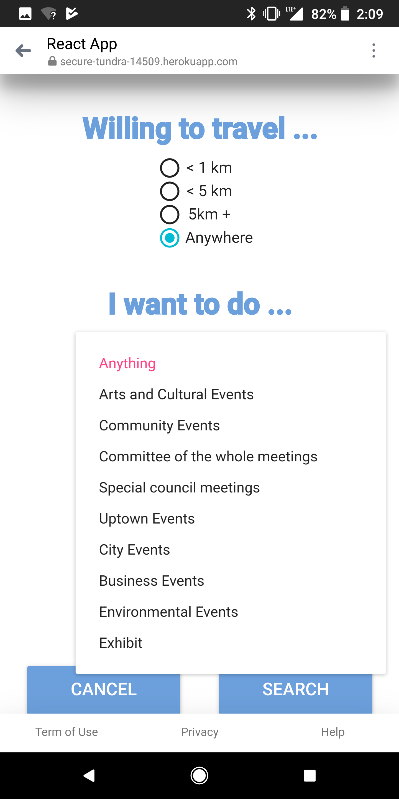 82% 2:09
React App
secure-tundra-14509.herokuapp.com
Willing to travel ...
< 1 km
< 5 km
5km +
Anywhere
I want to do ...
Anything
Arts and Cultural Events
Community Events
Committee of the whole meetings
Special council meetings
Uptown Events
City Events
Business Events
Environmental Events
Exhibit
CANCEL SEARCH
Term of Use Privacy Help